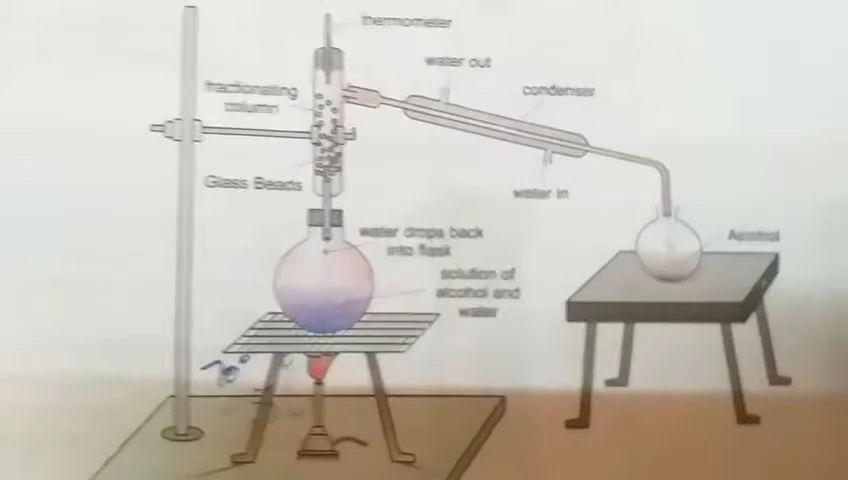 thermometer
water out
fractionating
column
condenser
Glass Beads
water in
water drops back
into flask
Alcohol
solution of
alcohol and
water